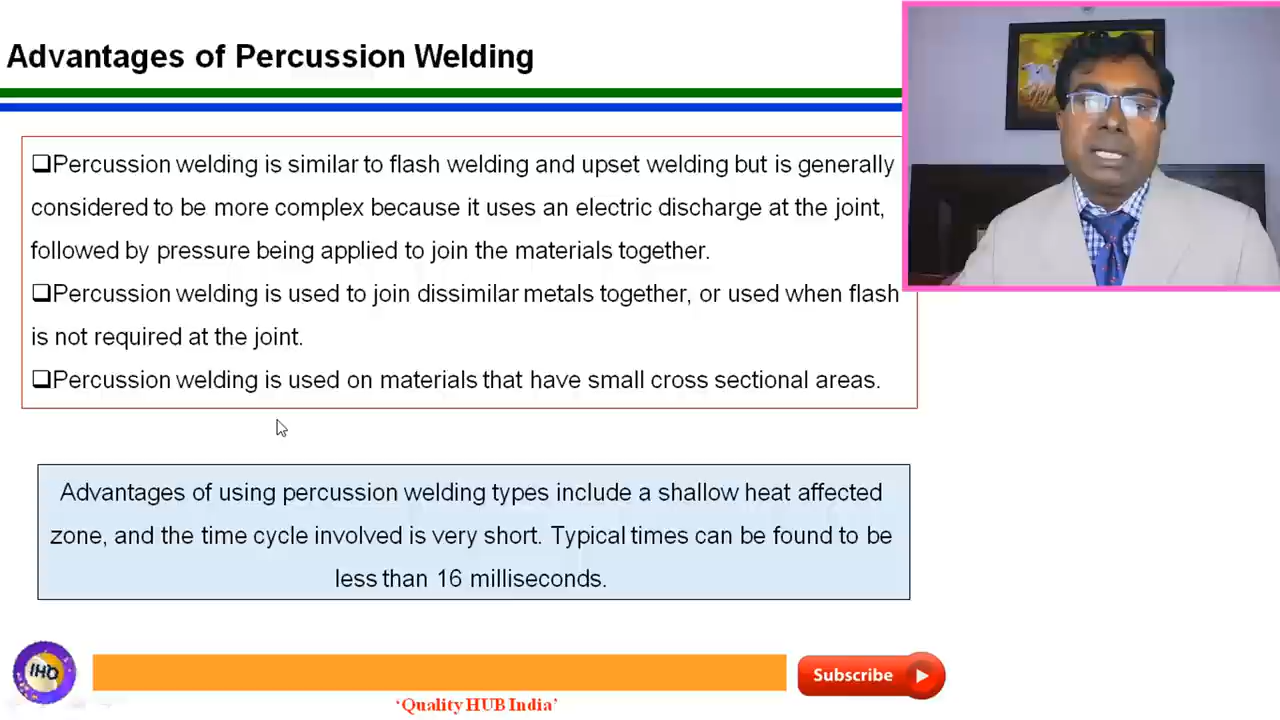 Advantages of Percussion Welding
❑Percussion welding is similar to flash welding and upset welding but is generally
considered to be more complex because it uses an electric discharge at the joint,
followed by pressure being applied to join the materials together.
❑Percussion welding is used to join dissimilar metals together, or used when flash
is not required at the joint.
❑Percussion welding is used on materials that have small cross sectional areas.
Advantages of using percussion welding types include a shallow heat affected
zone, and the time cycle involved is very short. Typical times can be found to be
less than 16 milliseconds.
Subscribe
‘Quality HUB India’